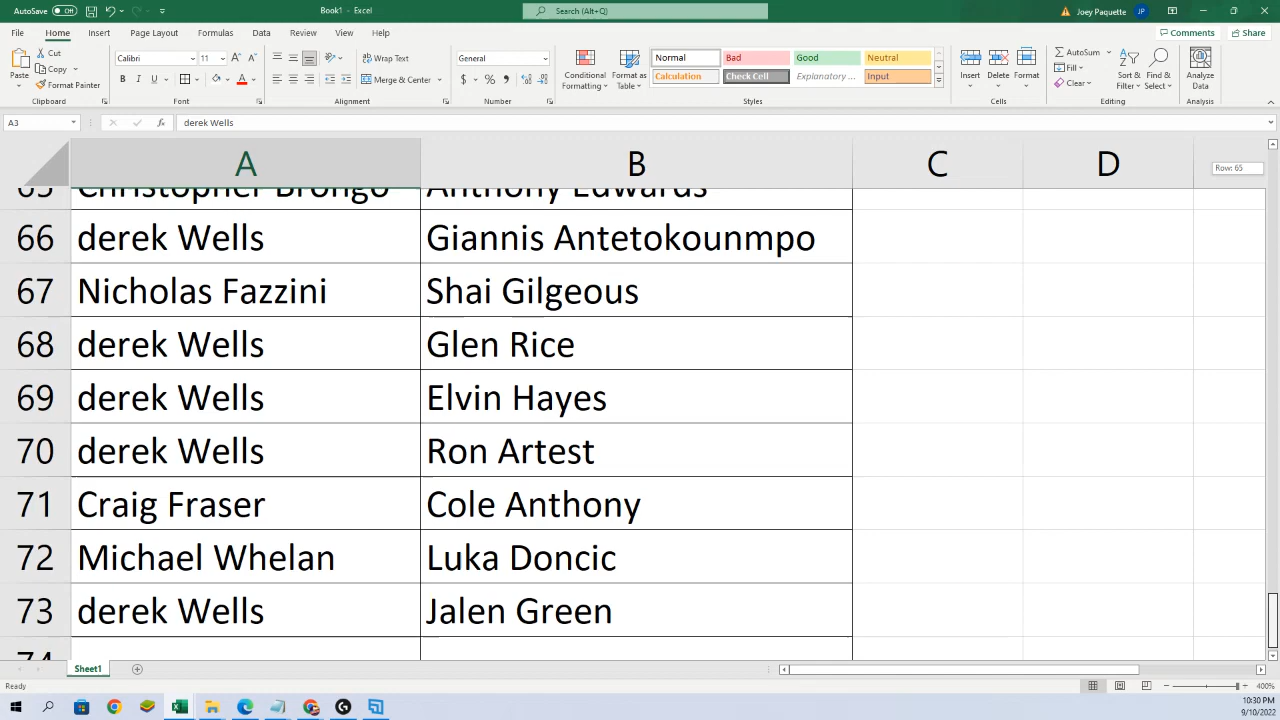 AutoSave Off Book1 - Excel Search (Alt+Q) Joey Paquette JP
File Home Insert Page Layout Formulas Data Review View Help Comments Share
Paste Cut Copy Format Painter Clipboard
Calibri 11 B I U A Font
Wrap Text Merge & Center Alignment
General $ % Number
Conditional Formatting Format as Table Normal Bad Good Neutral
Calculation Check Cell Explanatory ... Input Styles
Insert Delete Format Cells
AutoSum Fill Clear Sort & Filter Find & Select Editing
Analyze Data Analysis
A3 fx derek Wells
A B C D
Row: 65
65 Christopher Brongo Anthony Edwards
66 derek Wells Giannis Antetokounmpo
67 Nicholas Fazzini Shai Gilgeous
68 derek Wells Glen Rice
69 derek Wells Elvin Hayes
70 derek Wells Ron Artest
71 Craig Fraser Cole Anthony
72 Michael Whelan Luka Doncic
73 derek Wells Jalen Green
74
Sheet1
Ready 400%
10:30 PM
9/10/2022